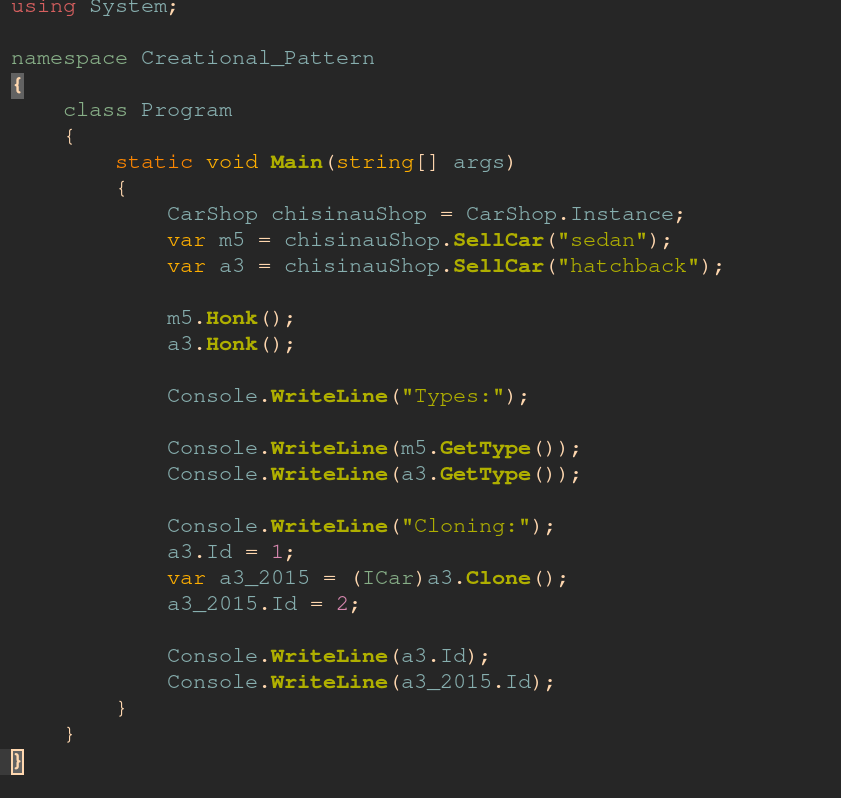 using System;
namespace Creational_Pattern
{
class Program
{
static void Main(string[] args)
{
CarShop chisinauShop = CarShop.Instance;
var m5 = chisinauShop.SellCar("sedan");
var a3 = chisinauShop.SellCar("hatchback");
m5.Honk();
a3.Honk();
Console.WriteLine("Types:");
Console.WriteLine(m5.GetType());
Console.WriteLine(a3.GetType());
Console.WriteLine("Cloning:");
a3.Id = 1;
var a3_2015 = (ICar)a3.Clone();
a3_2015.Id = 2;
Console.WriteLine(a3.Id);
Console.WriteLine(a3_2015.Id);
}
}
}